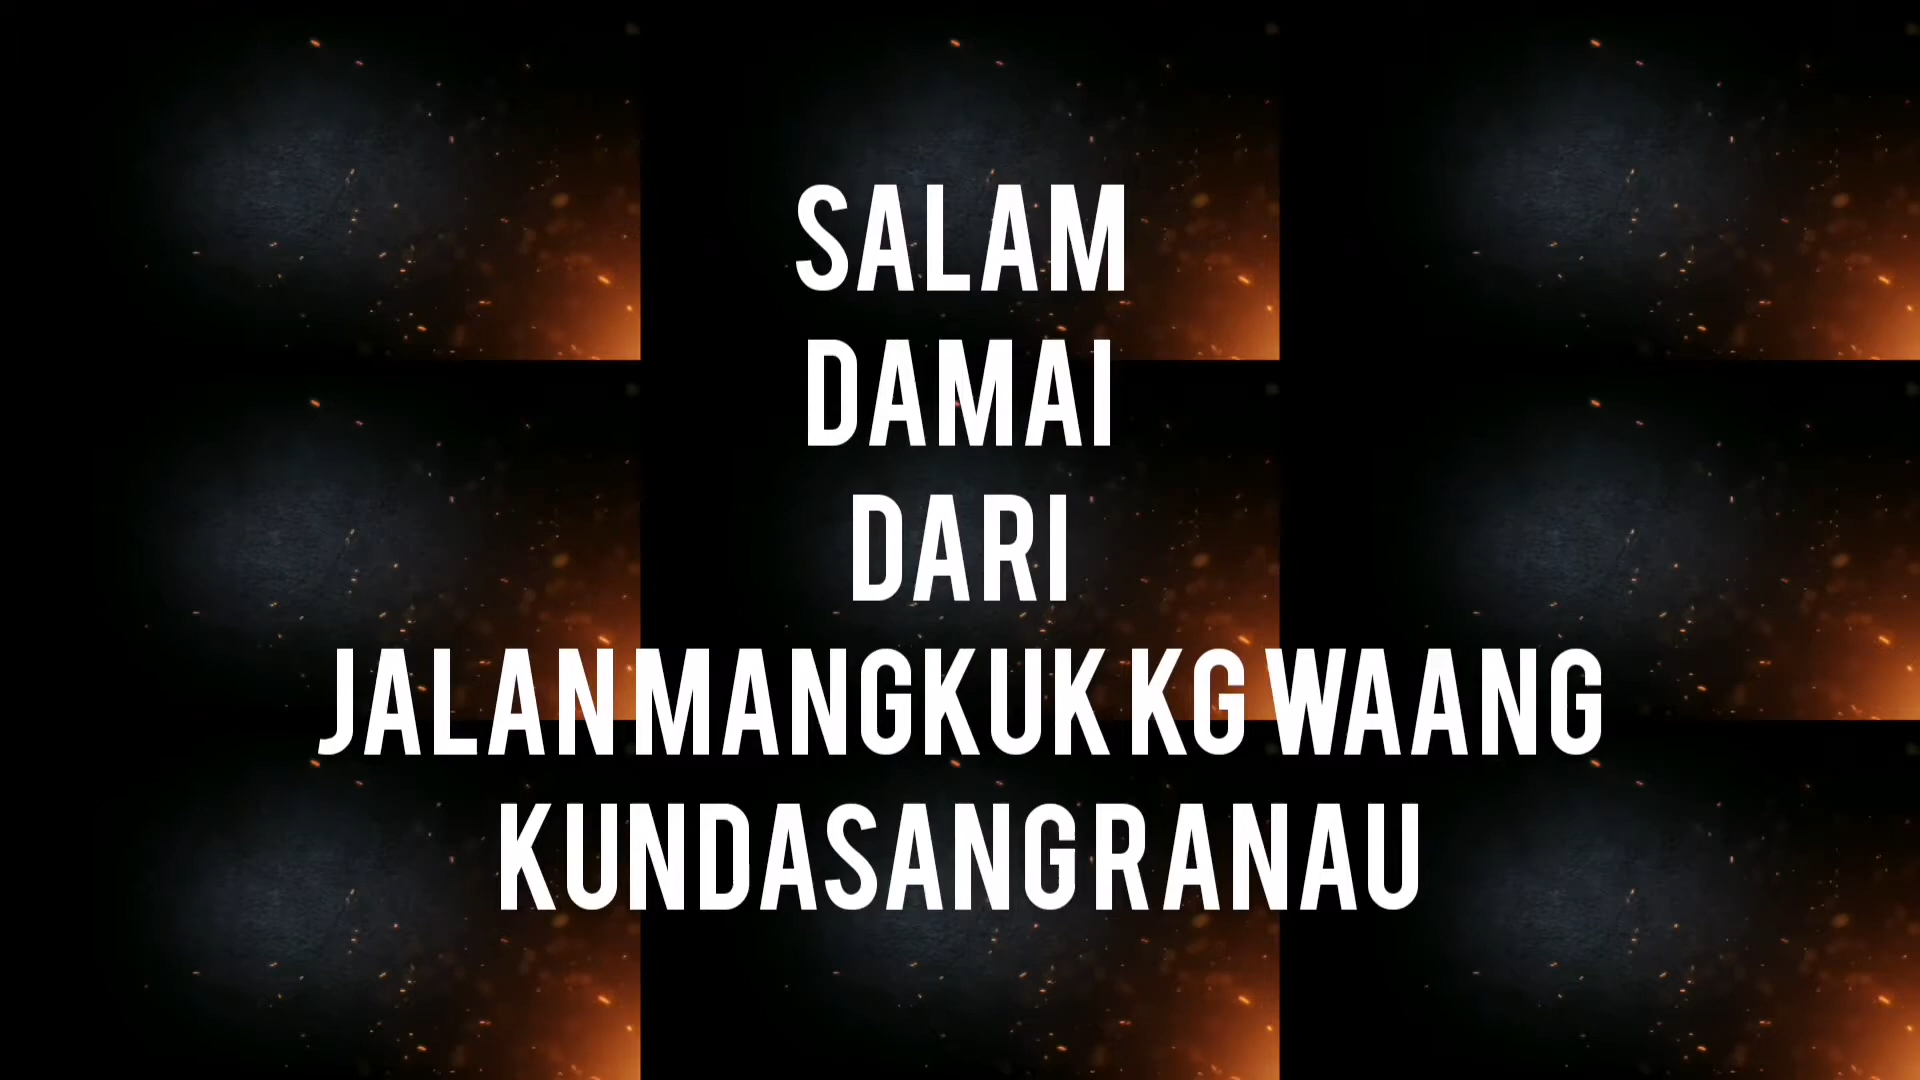 SALAM
DAMAI
DARI
JALAN MANGKUK KG WAANG
KUNDASANG RANAU